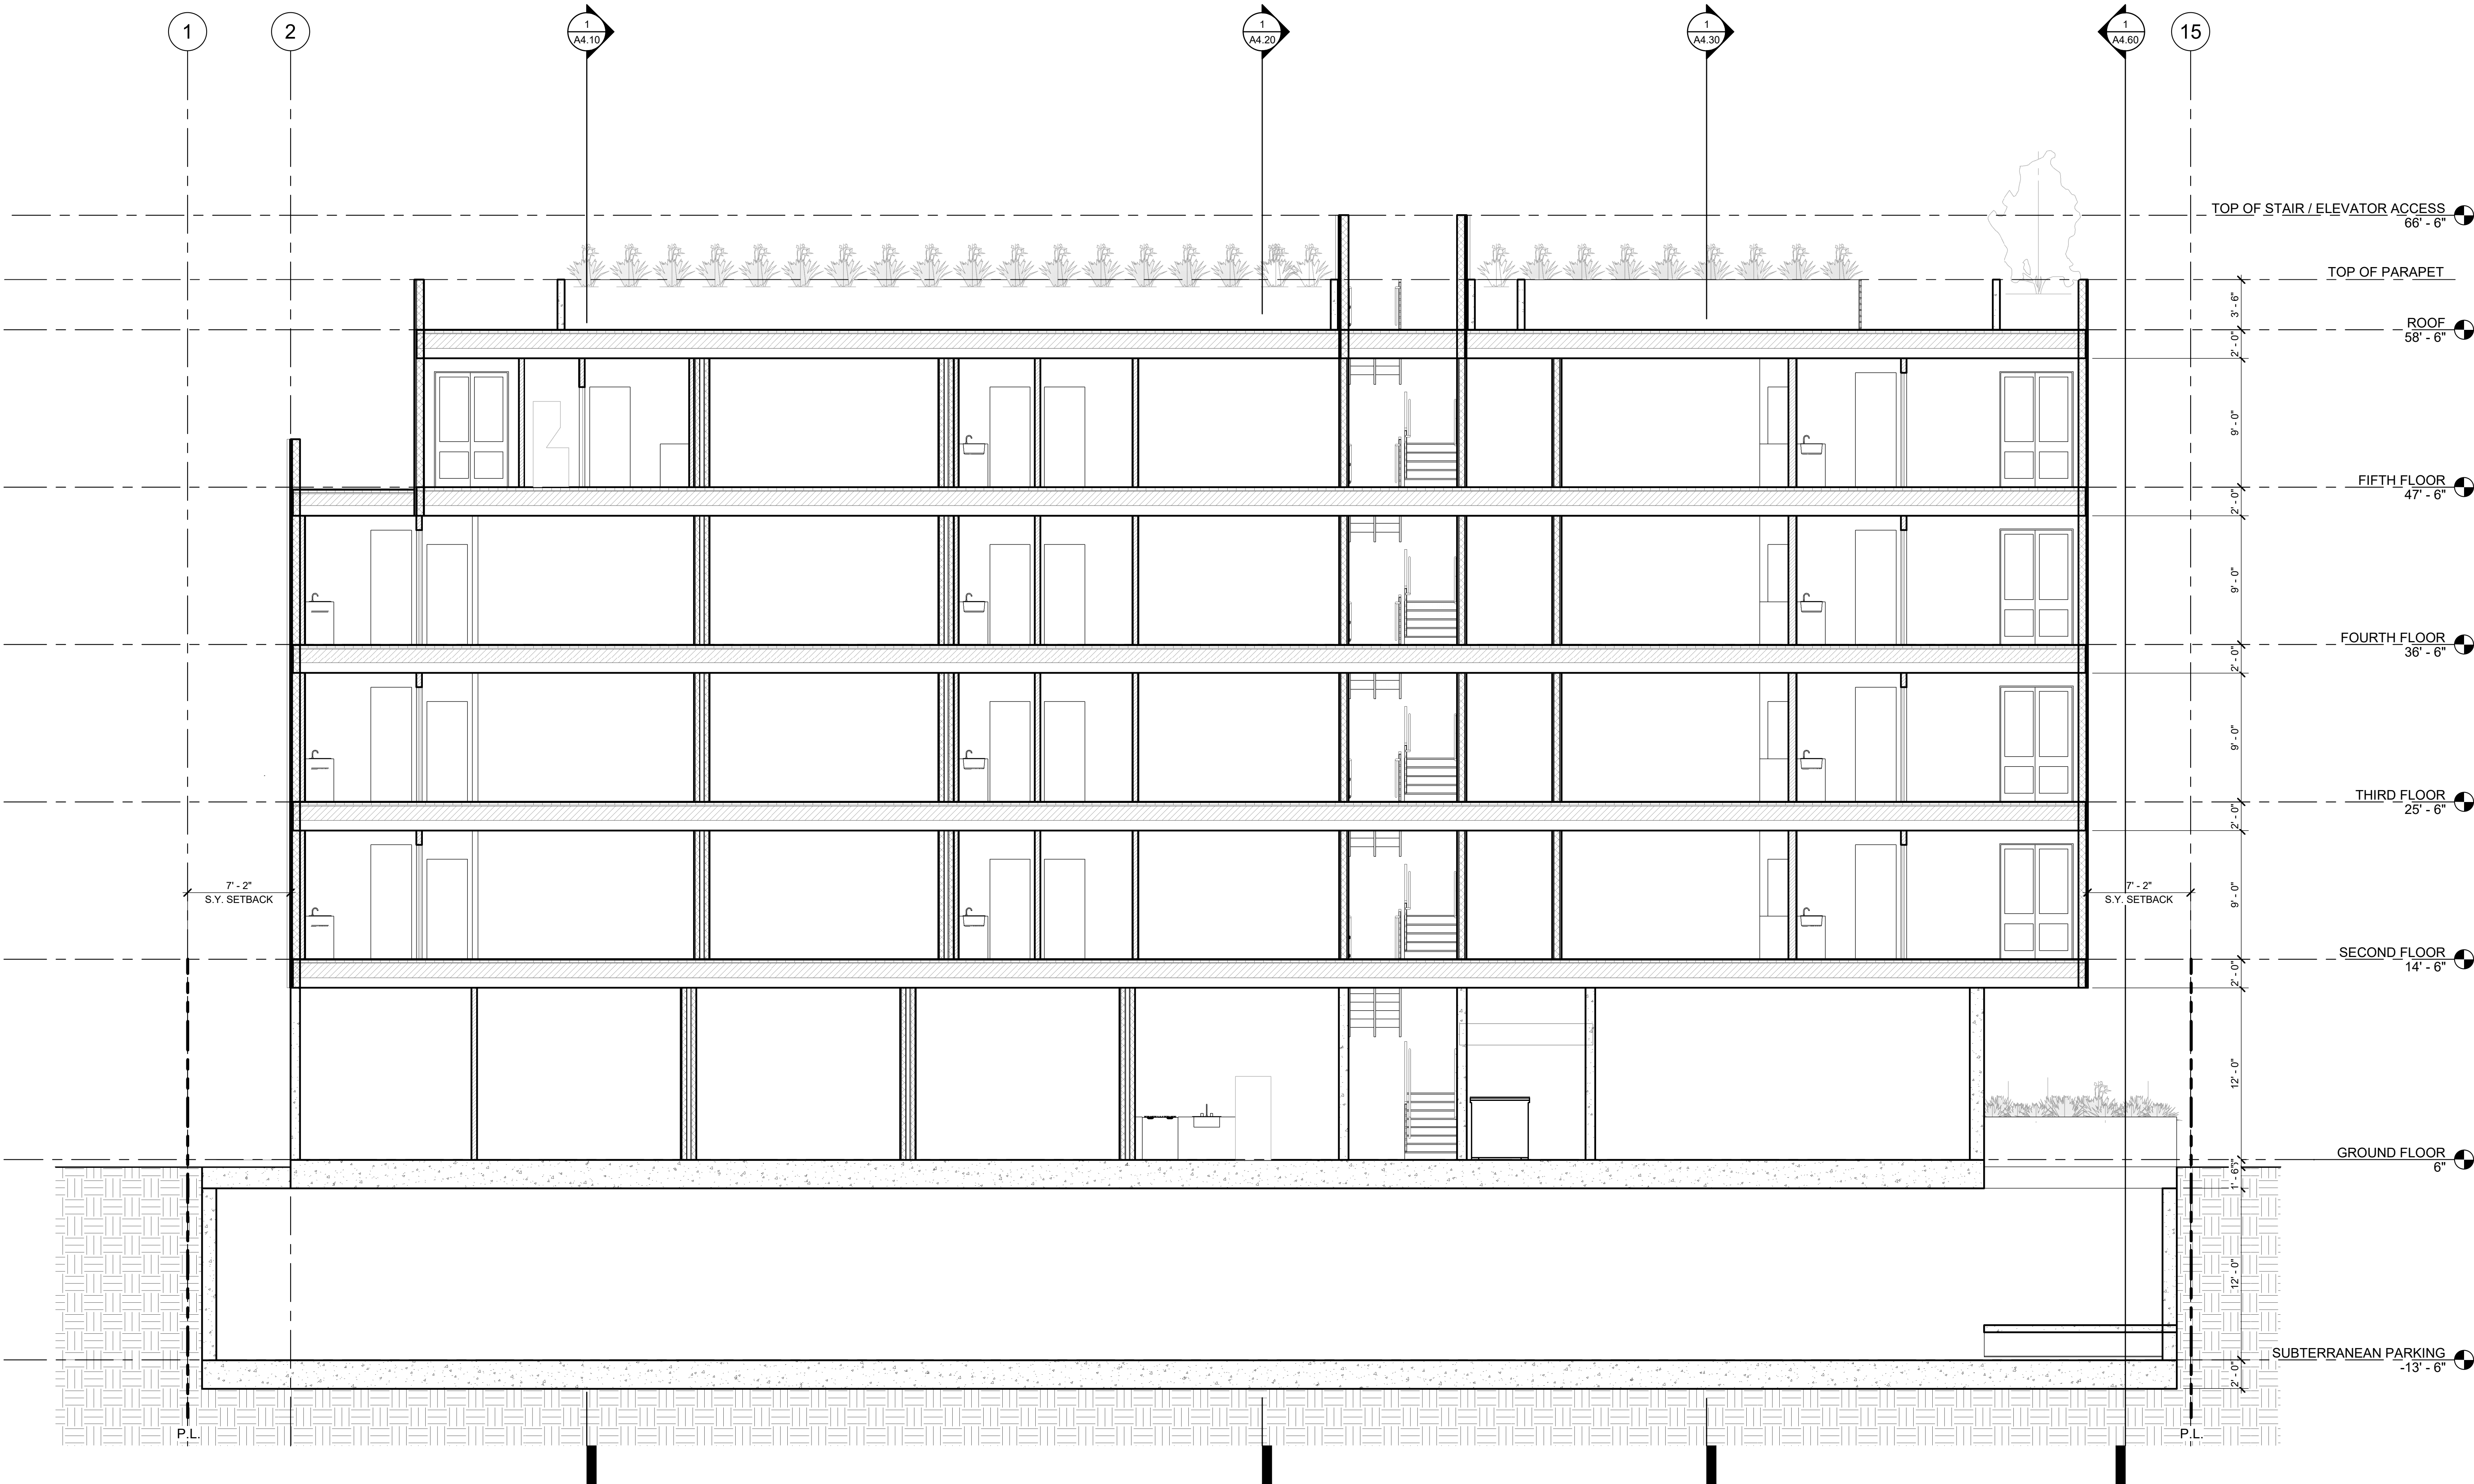 1
2
1
A4.10
1
A4.20
1
A4.30
1
A4.60
15
TOP OF STAIR / ELEVATOR ACCESS
66' - 6"
TOP OF PARAPET
3' - 6"
ROOF
58' - 6"
2' - 0"
9' - 0"
FIFTH FLOOR
47' - 6"
2' - 0"
9' - 0"
FOURTH FLOOR
36' - 6"
2' - 0"
9' - 0"
THIRD FLOOR
25' - 6"
2' - 0"
7' - 2"
S.Y. SETBACK
7' - 2"
S.Y. SETBACK
9' - 0"
SECOND FLOOR
14' - 6"
2' - 0"
12' - 0"
GROUND FLOOR
6"
1' - 6"
12' - 0"
SUBTERRANEAN PARKING
-13' - 6"
2' - 0"
P.L.
P.L.